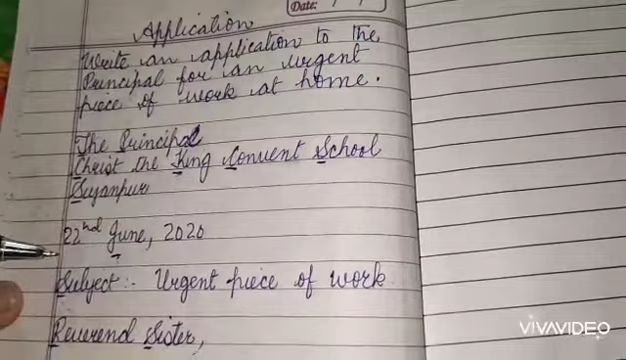 Date: / /
Application
Write an application to the
Principal for an urgent
piece of work at home.
The Principal
Christ the King Convent School
Sujanpur
22nd June, 2020
Subject:- Urgent piece of work
Reverend Sister,
VIVAVIDEO